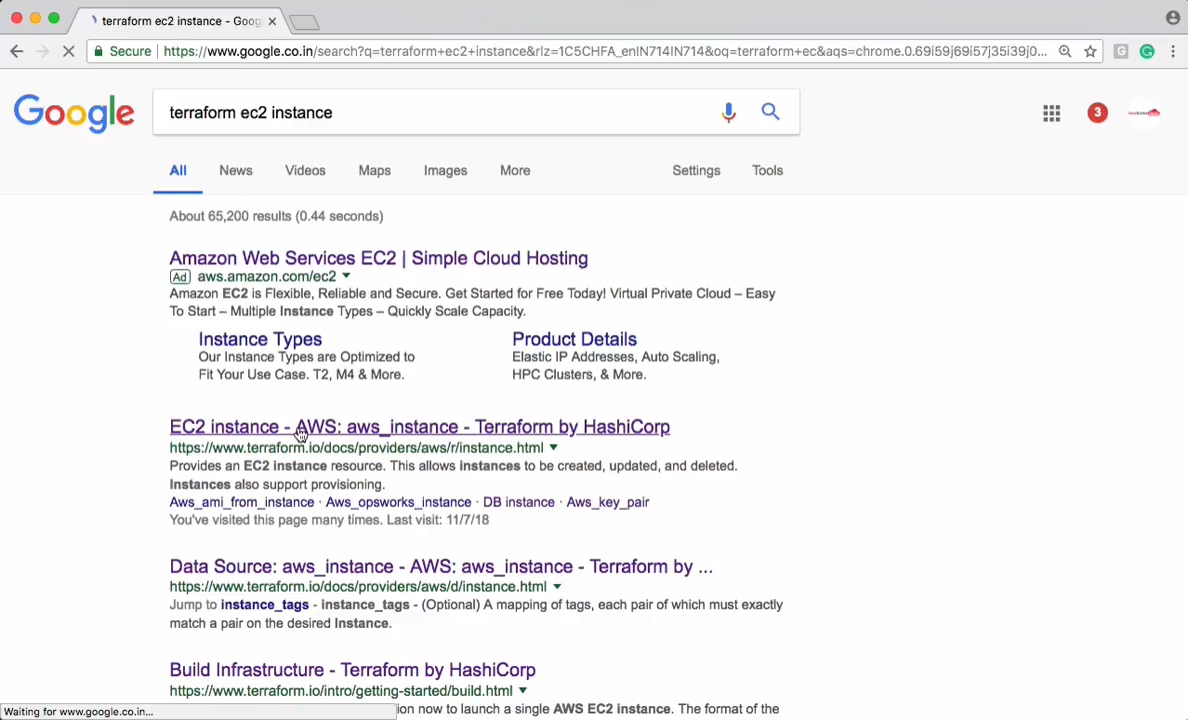 terraform ec2 instance - Goog
Secure https://www.google.co.in/search?q=terraform+ec2+instance&rlz=1C5CHFA_enIN714IN714&oq=terraform+ec&aqs=chrome.0.69i59j69i57j35i39j0...
Google
terraform ec2 instance
3
All News Videos Maps Images More Settings Tools
About 65,200 results (0.44 seconds)
Amazon Web Services EC2 | Simple Cloud Hosting
Ad aws.amazon.com/ec2
Amazon EC2 is Flexible, Reliable and Secure. Get Started for Free Today! Virtual Private Cloud – Easy
To Start – Multiple Instance Types – Quickly Scale Capacity.
Instance Types Product Details
Our Instance Types are Optimized to Elastic IP Addresses, Auto Scaling,
Fit Your Use Case. T2, M4 & More. HPC Clusters, & More.
EC2 instance - AWS: aws_instance - Terraform by HashiCorp
https://www.terraform.io/docs/providers/aws/r/instance.html
Provides an EC2 instance resource. This allows instances to be created, updated, and deleted.
Instances also support provisioning.
Aws_ami_from_instance · Aws_opsworks_instance · DB instance · Aws_key_pair
You've visited this page many times. Last visit: 11/7/18
Data Source: aws_instance - AWS: aws_instance - Terraform by ...
https://www.terraform.io/docs/providers/aws/d/instance.html
Jump to instance_tags - instance_tags - (Optional) A mapping of tags, each pair of which must exactly
match a pair on the desired Instance.
Build Infrastructure - Terraform by HashiCorp
https://www.terraform.io/intro/getting-started/build.html
ion now to launch a single AWS EC2 instance. The format of the
Waiting for www.google.co.in...